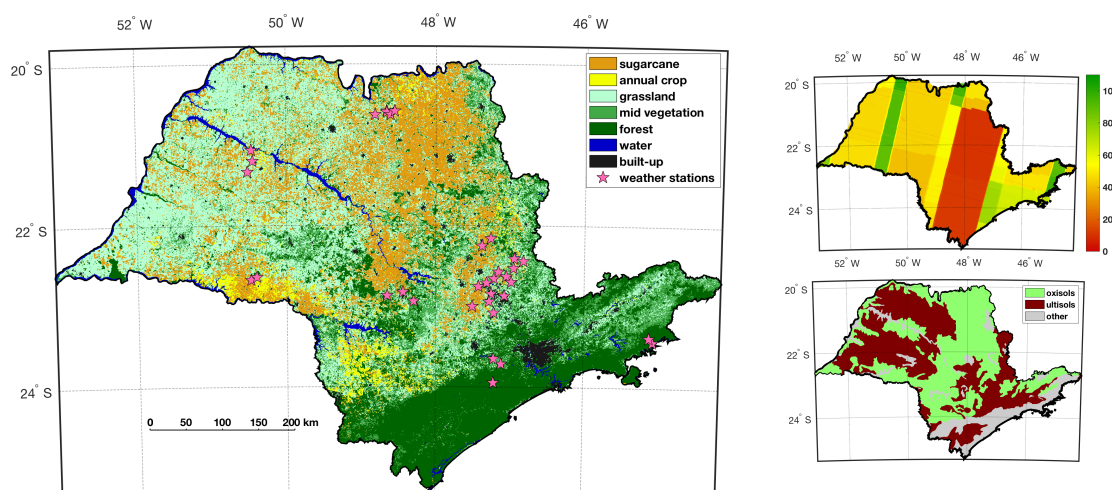 52° W 50° W 48° W 46° W
20° S
22° S
24° S
sugarcane
annual crop
grassland
mid vegetation
forest
water
built-up
weather stations
0 50 100 150 200 km
52° W 50° W 48° W 46° W
20° S
22° S
24° S
52° W 50° W 48° W 46° W
80
60
40
20
0
20° S
22° S
24° S
oxisols
ultisols
other